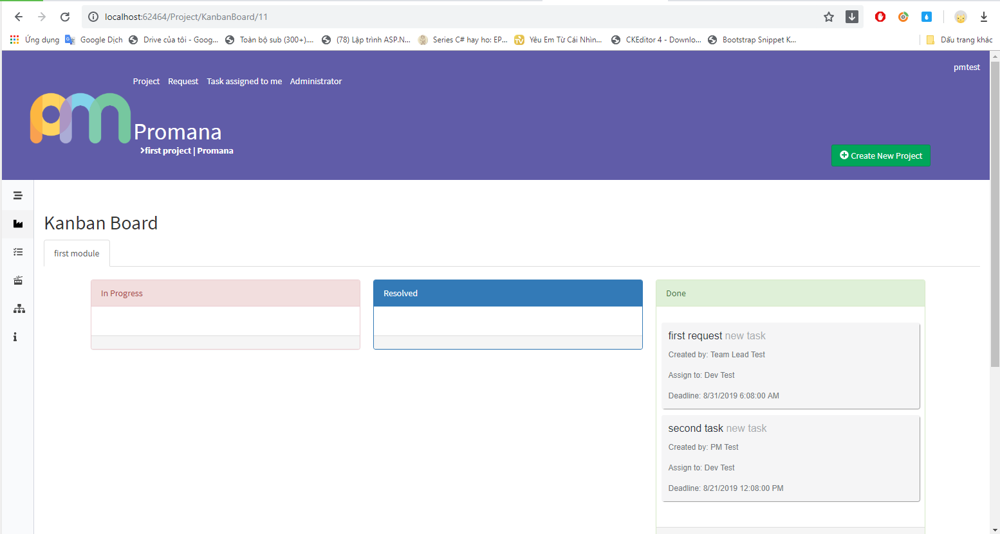 localhost:62464/Project/KanbanBoard/11
Ứng dụng Google Dịch Drive của tôi - Goog... Toàn bộ sub (300+).... (78) Lập trình ASP.N... Series C# hay ho: EP... Yêu Em Từ Cái Nhìn... CKEditor 4 - Downlo... Bootstrap Snippet K... Dấu trang khác
pmtest
Project Request Task assigned to me Administrator
pm
Promana
first project | Promana
Create New Project
Kanban Board
first module
In Progress
Resolved
Done
first request new task
Created by: Team Lead Test
Assign to: Dev Test
Deadline: 8/31/2019 6:08:00 AM
second task new task
Created by: PM Test
Assign to: Dev Test
Deadline: 8/21/2019 12:08:00 PM